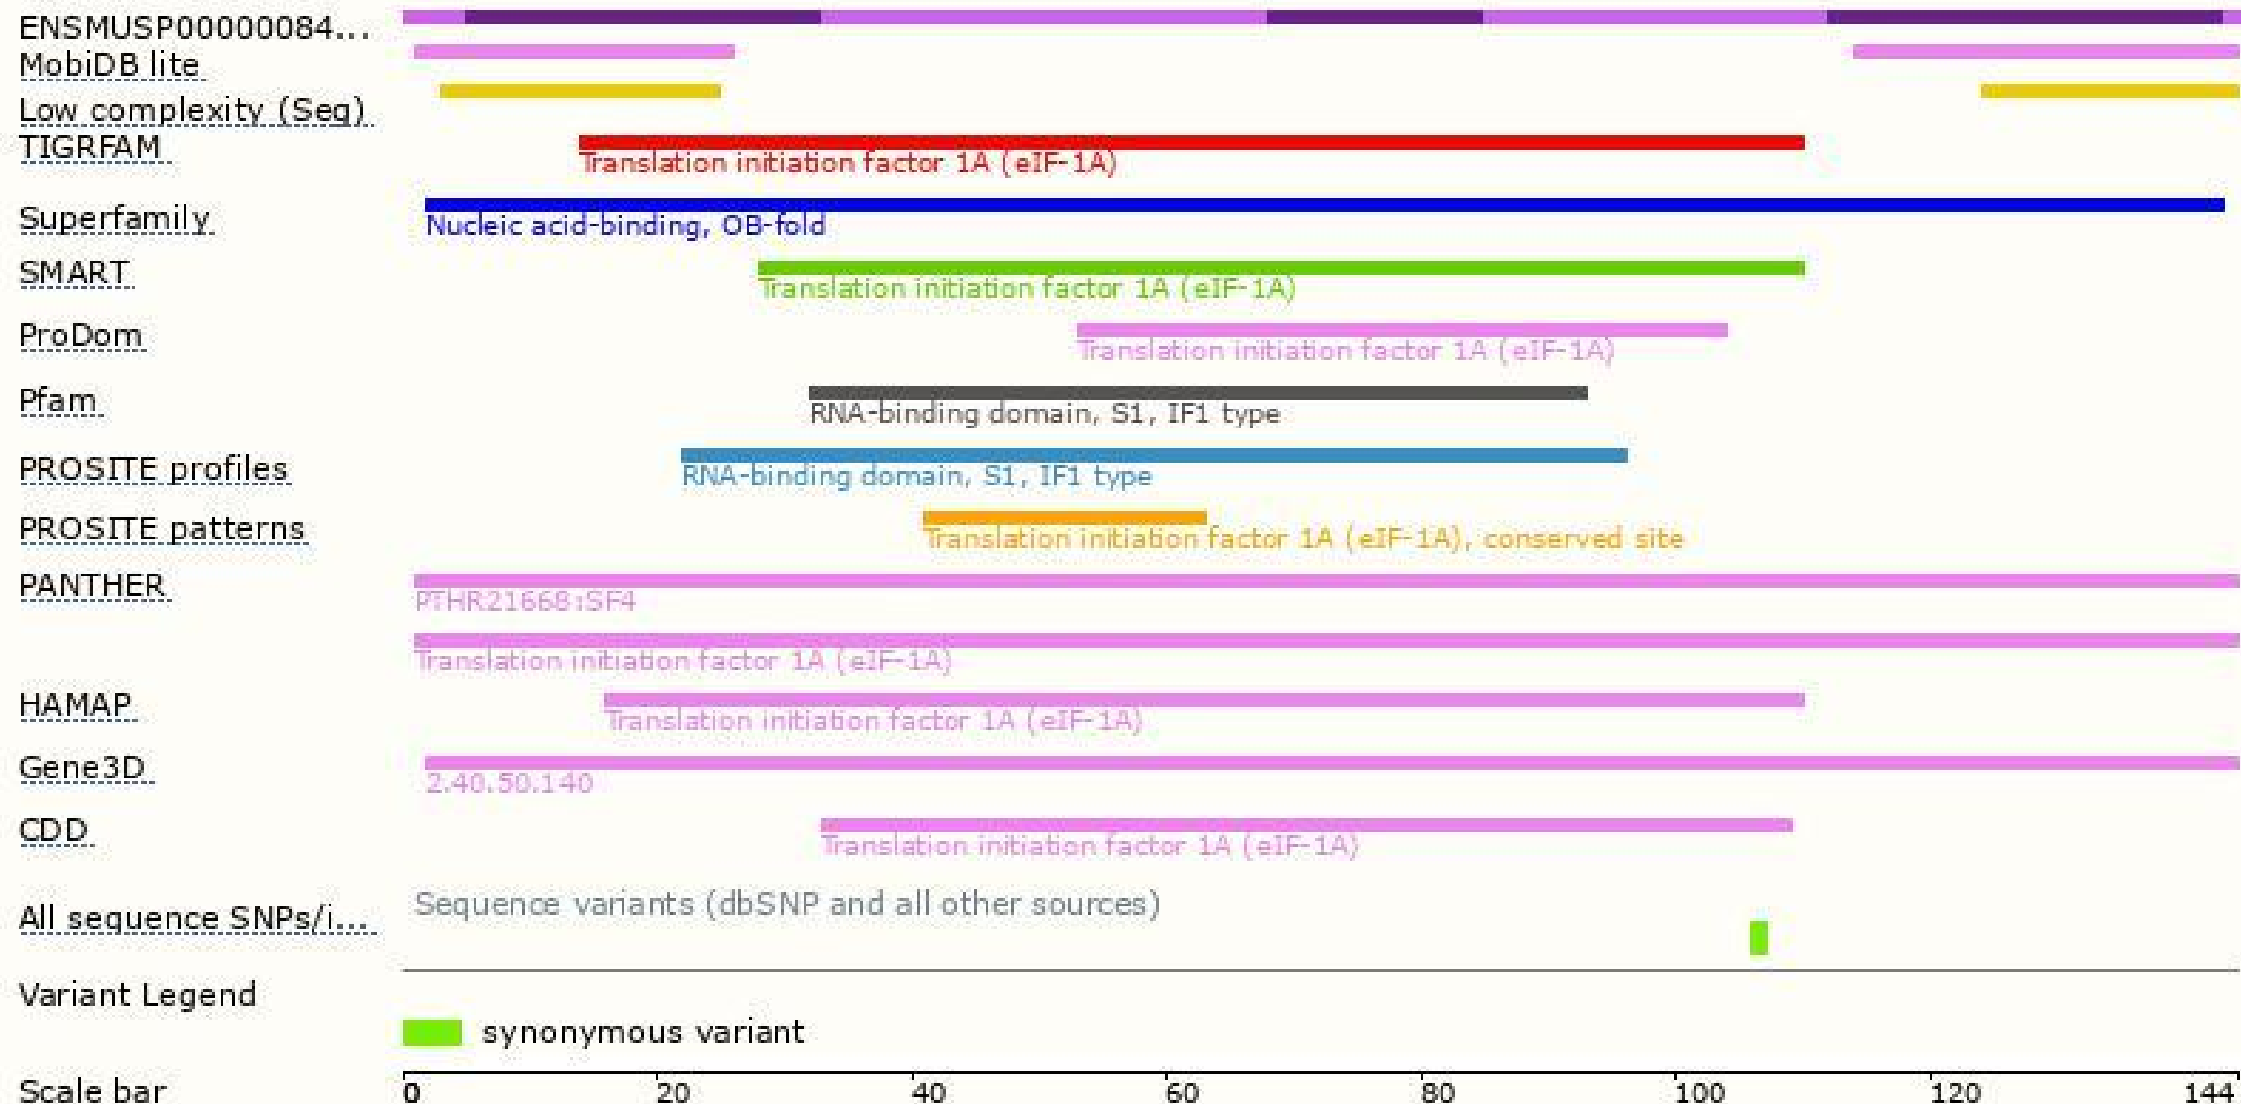 ENSMUSP00000084...
MobiDB lite
Low complexity (Seg)
TIGRFAM
Translation initiation factor 1A (eIF-1A)
Superfamily
Nucleic acid-binding, OB-fold
SMART
Translation initiation factor 1A (eIF-1A)
ProDom
Translation initiation factor 1A (eIF-1A)
Pfam
RNA-binding domain, S1, IF1 type
PROSITE profiles
RNA-binding domain, S1, IF1 type
PROSITE patterns
Translation initiation factor 1A (eIF-1A), conserved site
PANTHER
PTHR21668:SF4
Translation initiation factor 1A (eIF-1A)
HAMAP
Translation initiation factor 1A (eIF-1A)
Gene3D
2.40.50.140
CDD
Translation initiation factor 1A (eIF-1A)
Sequence variants (dbSNP and all other sources)
All sequence SNPs/i...
Variant Legend
synonymous variant
Scale bar 0 20 40 60 80 100 120 144